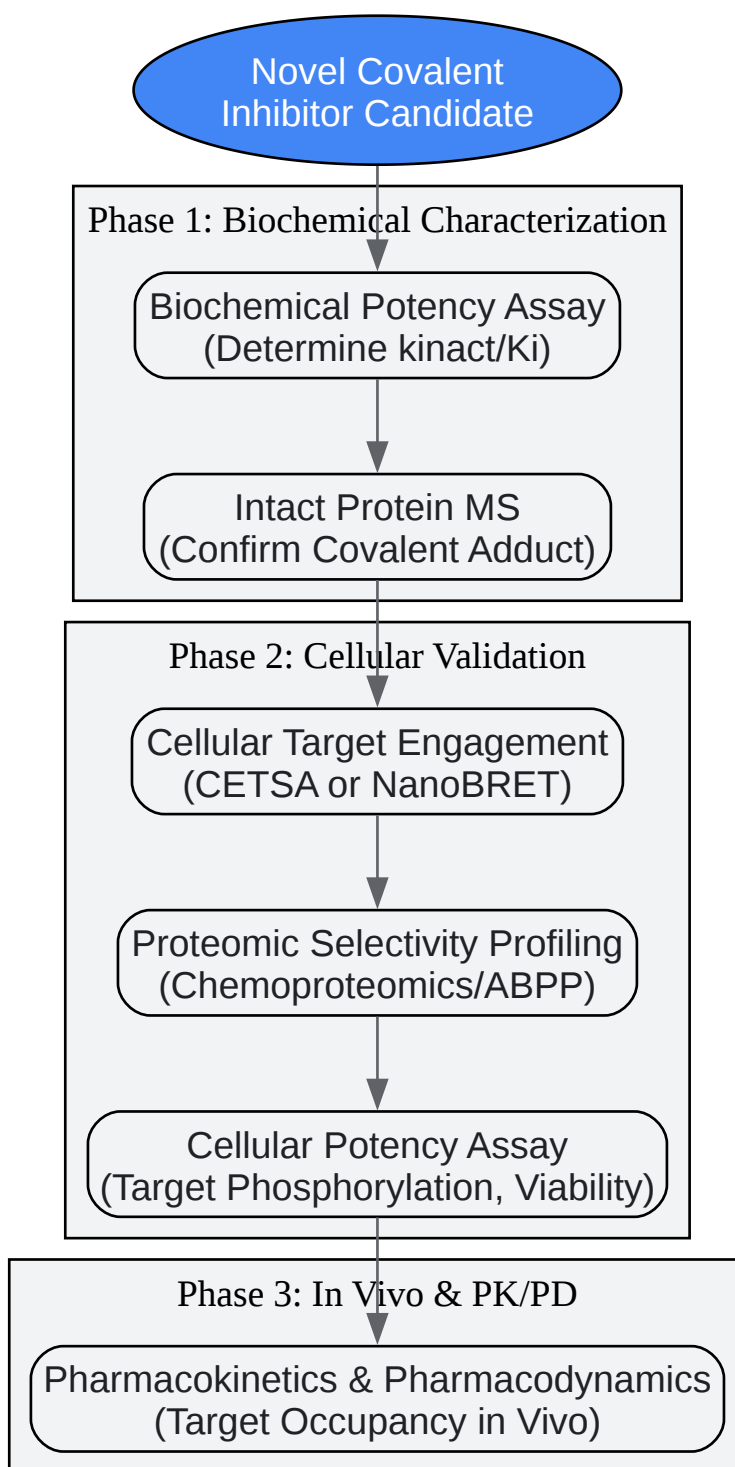 Novel Covalent
Inhibitor Candidate
Phase 1: Biochemical Characterization
Biochemical Potency Assay
(Determine kinact/Ki)
Intact Protein MS
(Confirm Covalent Adduct)
Phase 2: Cellular Validation
Cellular Target Engagement
(CETSA or NanoBRET)
Proteomic Selectivity Profiling
(Chemoproteomics/ABPP)
Cellular Potency Assay
(Target Phosphorylation, Viability)
Phase 3: In Vivo & PK/PD
Pharmacokinetics & Pharmacodynamics
(Target Occupancy in Vivo)